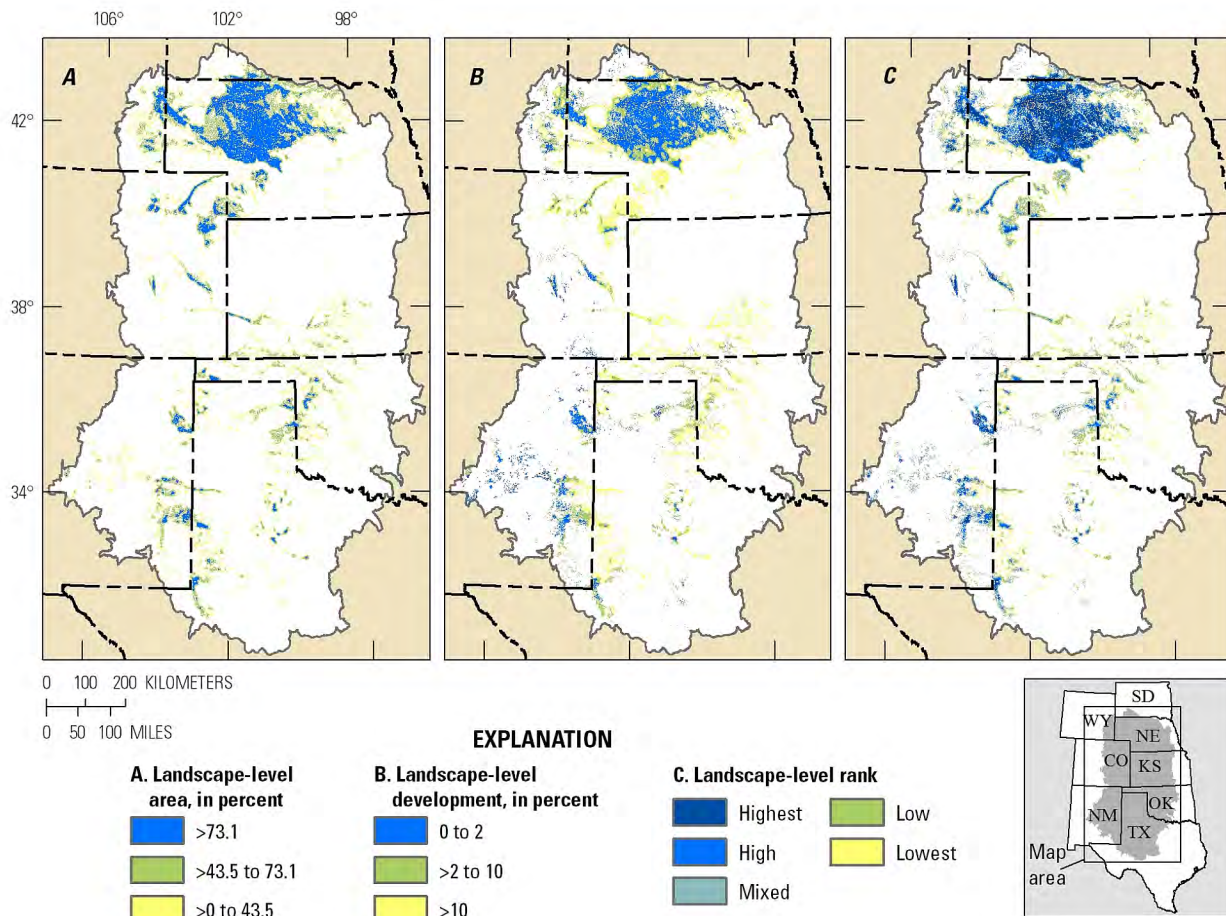 106° 102° 98°
A
B
C
42°
38°
34°
0 100 200 KILOMETERS
0 50 100 MILES
EXPLANATION
A. Landscape-level
area, in percent
>73.1
>43.5 to 73.1
>0 to 43.5
B. Landscape-level
development, in percent
0 to 2
>2 to 10
>10
C. Landscape-level rank
Highest
High
Mixed
Low
Lowest
SD
WY
NE
CO
KS
OK
NM
TX
Map
area